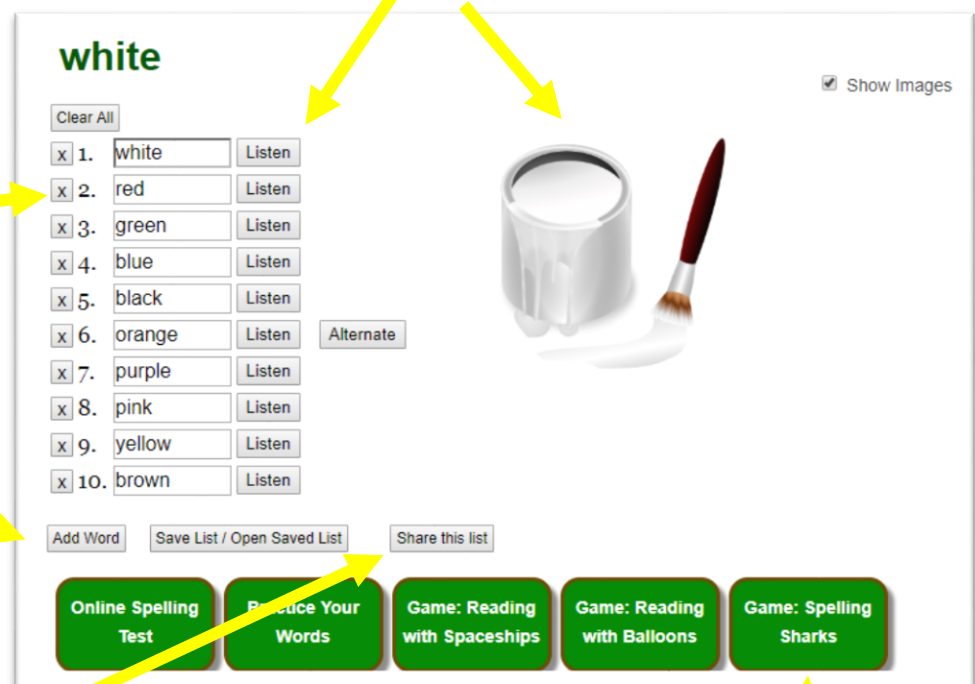 white
Show Images
Clear All
x 1. white Listen
x 2. red Listen
x 3. green Listen
x 4. blue Listen
x 5. black Listen
x 6. orange Listen Alternate
x 7. purple Listen
x 8. pink Listen
x 9. yellow Listen
x 10. brown Listen
Add Word Save List / Open Saved List Share this list
Online Spelling Test
Practice Your Words
Game: Reading with Spaceships
Game: Reading with Balloons
Game: Spelling Sharks